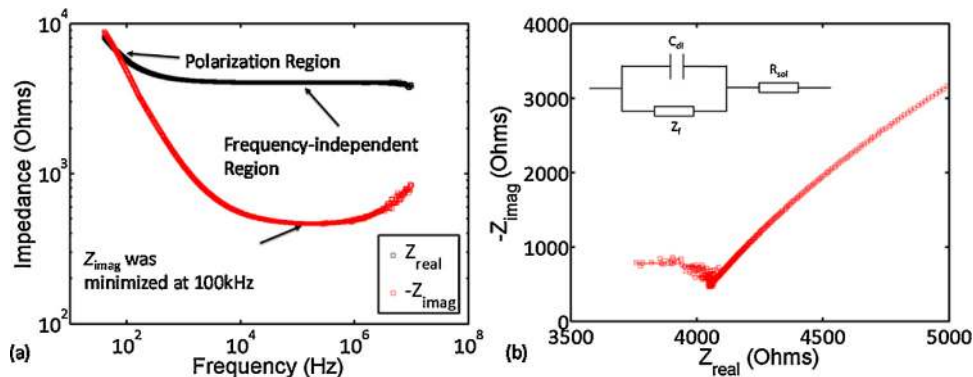 10⁴
10³
10²
Impedance (Ohms)
Polarization Region
Frequency-independent
Region
Z_imag was
minimized at 100kHz
Z_real
-Z_imag
10² 10⁴ 10⁶ 10⁸
Frequency (Hz)
(a)
4000
3000
2000
1000
0
-Z_imag (Ohms)
C_dl
R_sol
Z_f
3500 4000 4500 5000
Z_real (Ohms)
(b)